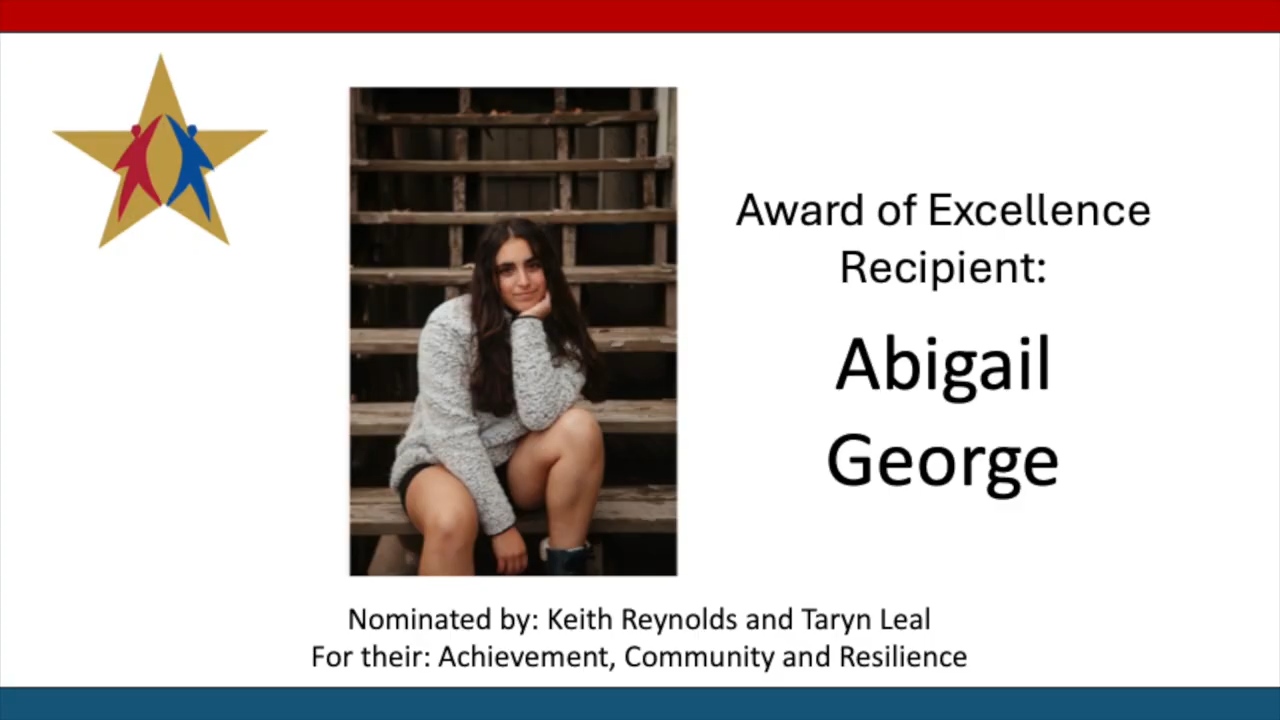 Award of Excellence
Recipient:
Abigail
George
Nominated by: Keith Reynolds and Taryn Leal
For their: Achievement, Community and Resilience